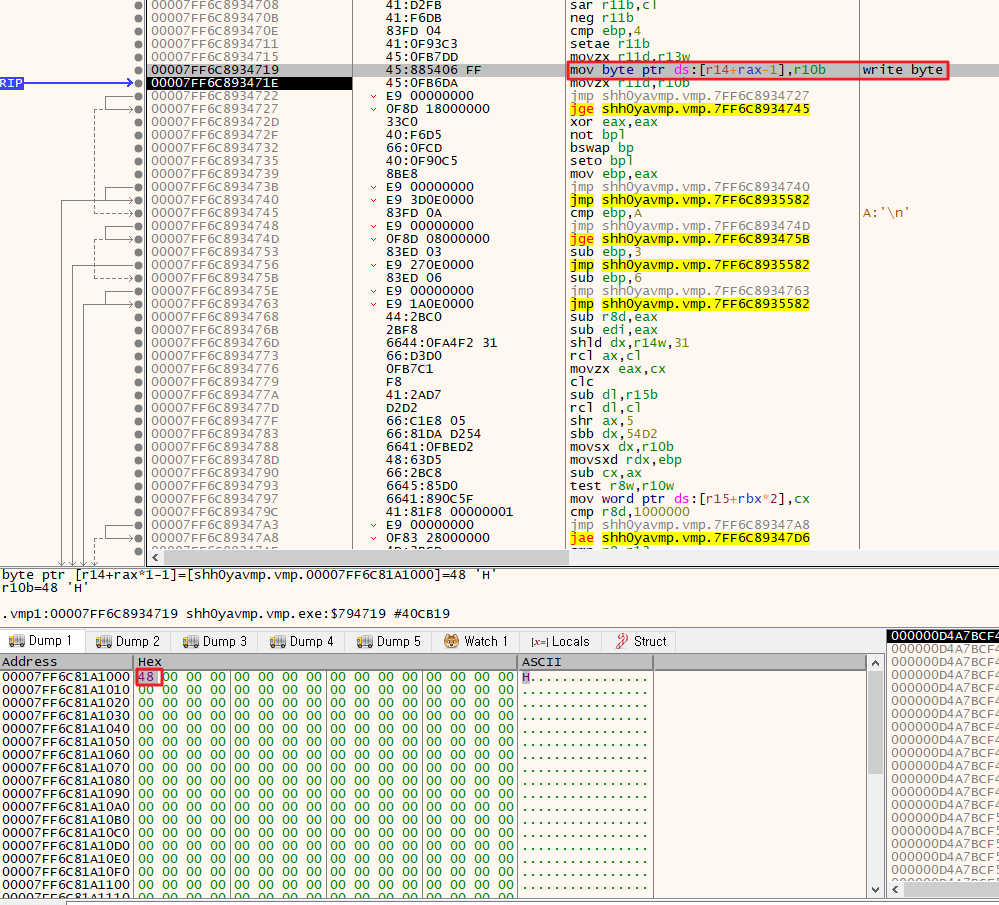 00007FF6C8934708 41:D2FB sar r11b,cl
00007FF6C893470B 41:F6DB neg r11b
00007FF6C893470E 83FD 04 cmp ebp,4
00007FF6C8934711 41:0F93C3 setae r11b
00007FF6C8934715 45:0FB7DD movzx r11d,r13w
00007FF6C8934719 45:885406 FF mov byte ptr ds:[r14+rax-1],r10b write byte
RIP 00007FF6C893471E 45:0FB6DA movzx r11d,r10b
00007FF6C8934722 E9 00000000 jmp shh0yavmp.vmp.7FF6C8934727
00007FF6C8934727 0F8D 18000000 jge shh0yavmp.vmp.7FF6C8934745
00007FF6C893472D 33C0 xor eax,eax
00007FF6C893472F 40:F6D5 not bpl
00007FF6C8934732 66:0FCD bswap bp
00007FF6C8934735 40:0F90C5 seto bpl
00007FF6C8934739 8BE8 mov ebp,eax
00007FF6C893473B E9 00000000 jmp shh0yavmp.vmp.7FF6C8934740
00007FF6C8934740 E9 3D0E0000 jmp shh0yavmp.vmp.7FF6C8935582
00007FF6C8934745 83FD 0A cmp ebp,A A:'\n'
00007FF6C8934748 E9 00000000 jmp shh0yavmp.vmp.7FF6C893474D
00007FF6C893474D 0F8D 08000000 jge shh0yavmp.vmp.7FF6C893475B
00007FF6C8934753 83ED 03 sub ebp,3
00007FF6C8934756 E9 270E0000 jmp shh0yavmp.vmp.7FF6C8935582
00007FF6C893475B 83ED 06 sub ebp,6
00007FF6C893475E E9 00000000 jmp shh0yavmp.vmp.7FF6C8934763
00007FF6C8934763 E9 1A0E0000 jmp shh0yavmp.vmp.7FF6C8935582
00007FF6C8934768 44:2BC0 sub r8d,eax
00007FF6C893476B 2BF8 sub edi,eax
00007FF6C893476D 6644:0FA4F2 31 shld dx,r14w,31
00007FF6C8934773 66:D3D0 rcl ax,cl
00007FF6C8934776 0FB7C1 movzx eax,cx
00007FF6C8934779 F8 clc
00007FF6C893477A 41:2AD7 sub dl,r15b
00007FF6C893477D D2D2 rcl dl,cl
00007FF6C893477F 66:C1E8 05 shr ax,5
00007FF6C8934783 66:81DA D254 sbb dx,54D2
00007FF6C8934788 6641:0FBED2 movsx dx,r10b
00007FF6C893478D 48:63D5 movsxd rdx,ebp
00007FF6C8934790 66:2BC8 sub cx,ax
00007FF6C8934793 6645:85D0 test r8w,r10w
00007FF6C8934797 6641:890C5F mov word ptr ds:[r15+rbx*2],cx
00007FF6C893479C 41:81F8 00000001 cmp r8d,1000000
00007FF6C89347A3 E9 00000000 jmp shh0yavmp.vmp.7FF6C89347A8
00007FF6C89347A8 0F83 28000000 jae shh0yavmp.vmp.7FF6C89347D6
byte ptr [r14+rax*1-1]=[shh0yavmp.vmp.00007FF6C81A1000]=48 'H'
r10b=48 'H'
.vmp1:00007FF6C8934719 shh0yavmp.vmp.exe:$794719 #40CB19
Dump 1 Dump 2 Dump 3 Dump 4 Dump 5 Watch 1 [x=] Locals Struct
Address Hex ASCII
00007FF6C81A1000 48 00 00 00 00 00 00 00 00 00 00 00 00 00 00 00 H...............
00007FF6C81A1010 00 00 00 00 00 00 00 00 00 00 00 00 00 00 00 00 ................
00007FF6C81A1020 00 00 00 00 00 00 00 00 00 00 00 00 00 00 00 00 ................
00007FF6C81A1030 00 00 00 00 00 00 00 00 00 00 00 00 00 00 00 00 ................
00007FF6C81A1040 00 00 00 00 00 00 00 00 00 00 00 00 00 00 00 00 ................
00007FF6C81A1050 00 00 00 00 00 00 00 00 00 00 00 00 00 00 00 00 ................
00007FF6C81A1060 00 00 00 00 00 00 00 00 00 00 00 00 00 00 00 00 ................
00007FF6C81A1070 00 00 00 00 00 00 00 00 00 00 00 00 00 00 00 00 ................
00007FF6C81A1080 00 00 00 00 00 00 00 00 00 00 00 00 00 00 00 00 ................
00007FF6C81A1090 00 00 00 00 00 00 00 00 00 00 00 00 00 00 00 00 ................
00007FF6C81A10A0 00 00 00 00 00 00 00 00 00 00 00 00 00 00 00 00 ................
00007FF6C81A10B0 00 00 00 00 00 00 00 00 00 00 00 00 00 00 00 00 ................
00007FF6C81A10C0 00 00 00 00 00 00 00 00 00 00 00 00 00 00 00 00 ................
00007FF6C81A10D0 00 00 00 00 00 00 00 00 00 00 00 00 00 00 00 00 ................
00007FF6C81A10E0 00 00 00 00 00 00 00 00 00 00 00 00 00 00 00 00 ................
00007FF6C81A10F0 00 00 00 00 00 00 00 00 00 00 00 00 00 00 00 00 ................
00007FF6C81A1100 00 00 00 00 00 00 00 00 00 00 00 00 00 00 00 00 ................